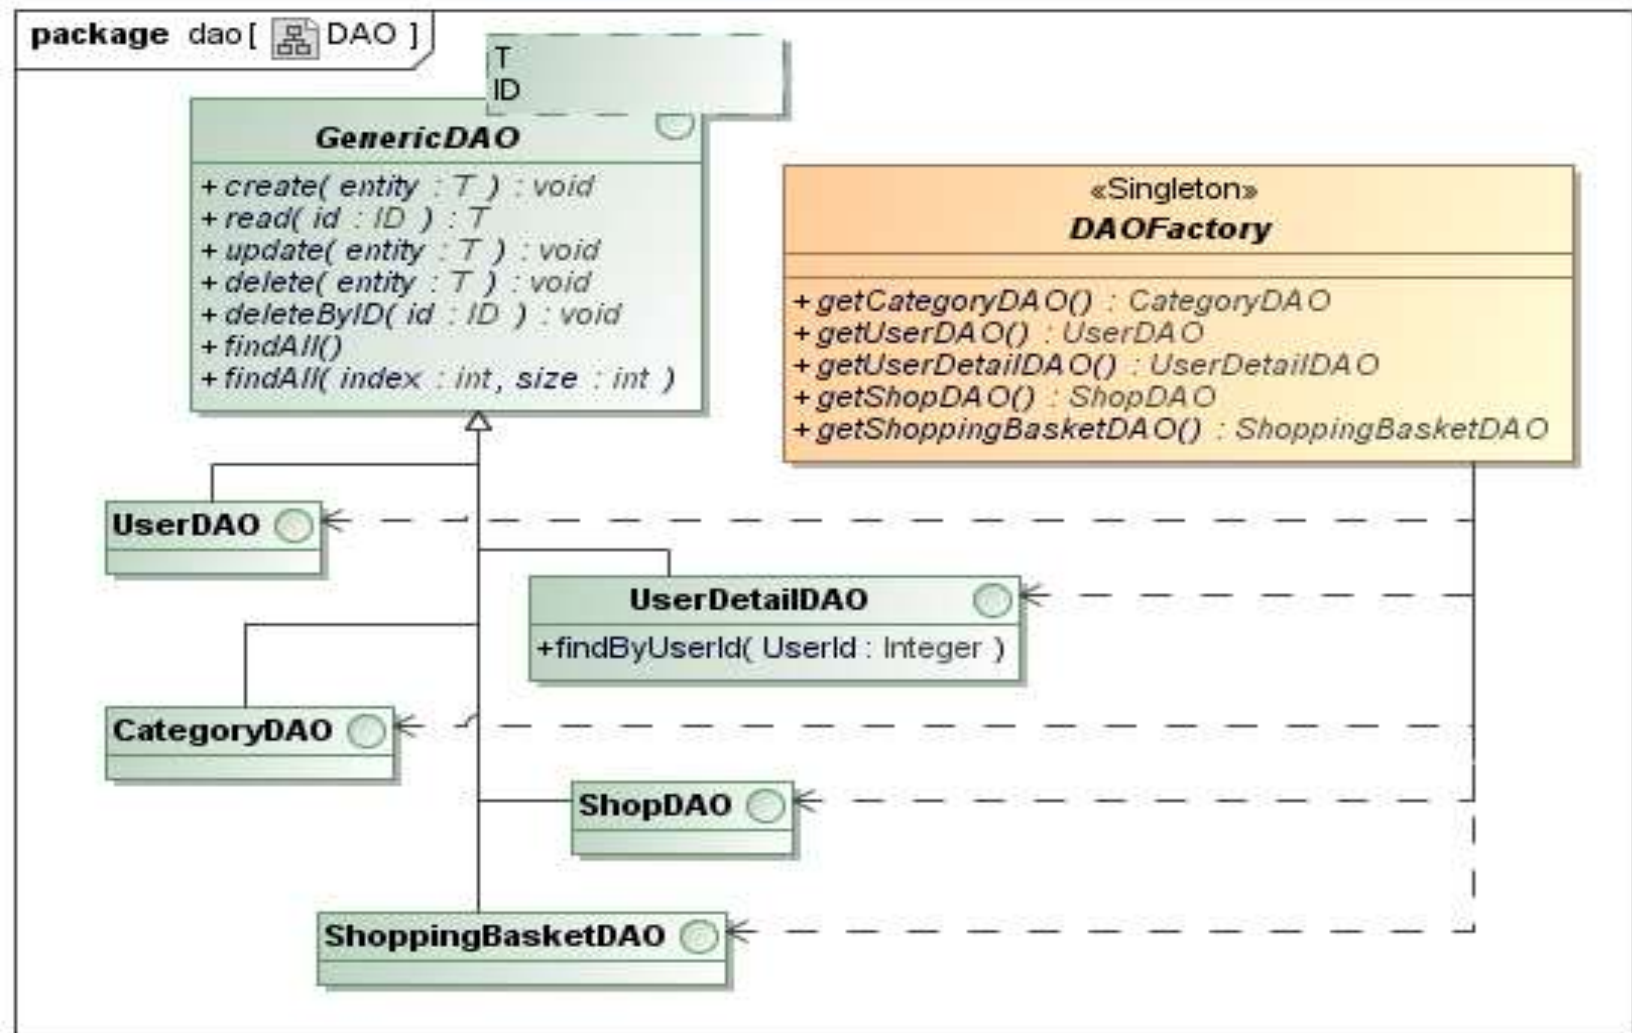 package dao[ DAO ]
T
ID
GenericDAO
+create( entity : T ) : void
+read( id : ID ) : T
+update( entity : T ) : void
+delete( entity : T ) : void
+deleteByID( id : ID ) : void
+findAll()
+findAll( index : int, size : int )
«Singleton»
DAOFactory
+getCategoryDAO() : CategoryDAO
+getUserDAO() : UserDAO
+getUserDetailDAO() : UserDetailDAO
+getShopDAO() : ShopDAO
+getShoppingBasketDAO() : ShoppingBasketDAO
UserDAO
UserDetailDAO
+findByUserId( UserId : Integer )
CategoryDAO
ShopDAO
ShoppingBasketDAO